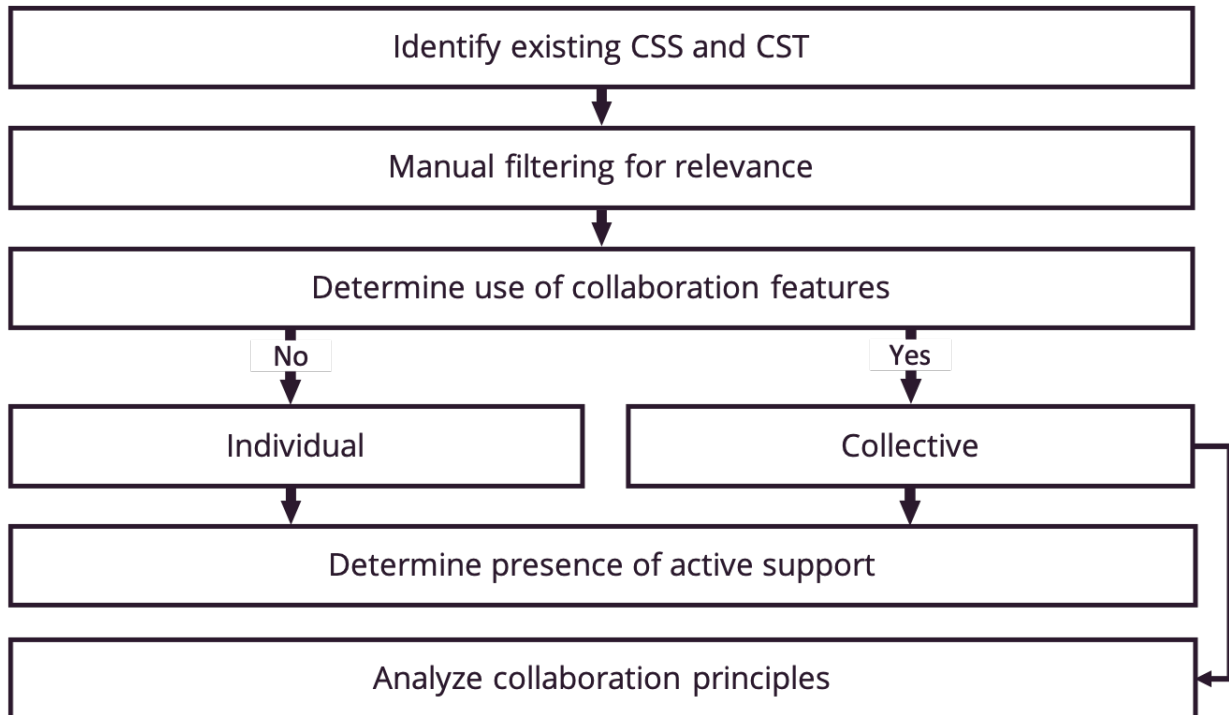 Identify existing CSS and CST
Manual filtering for relevance
Determine use of collaboration features
No
Yes
Individual
Collective
Determine presence of active support
Analyze collaboration principles